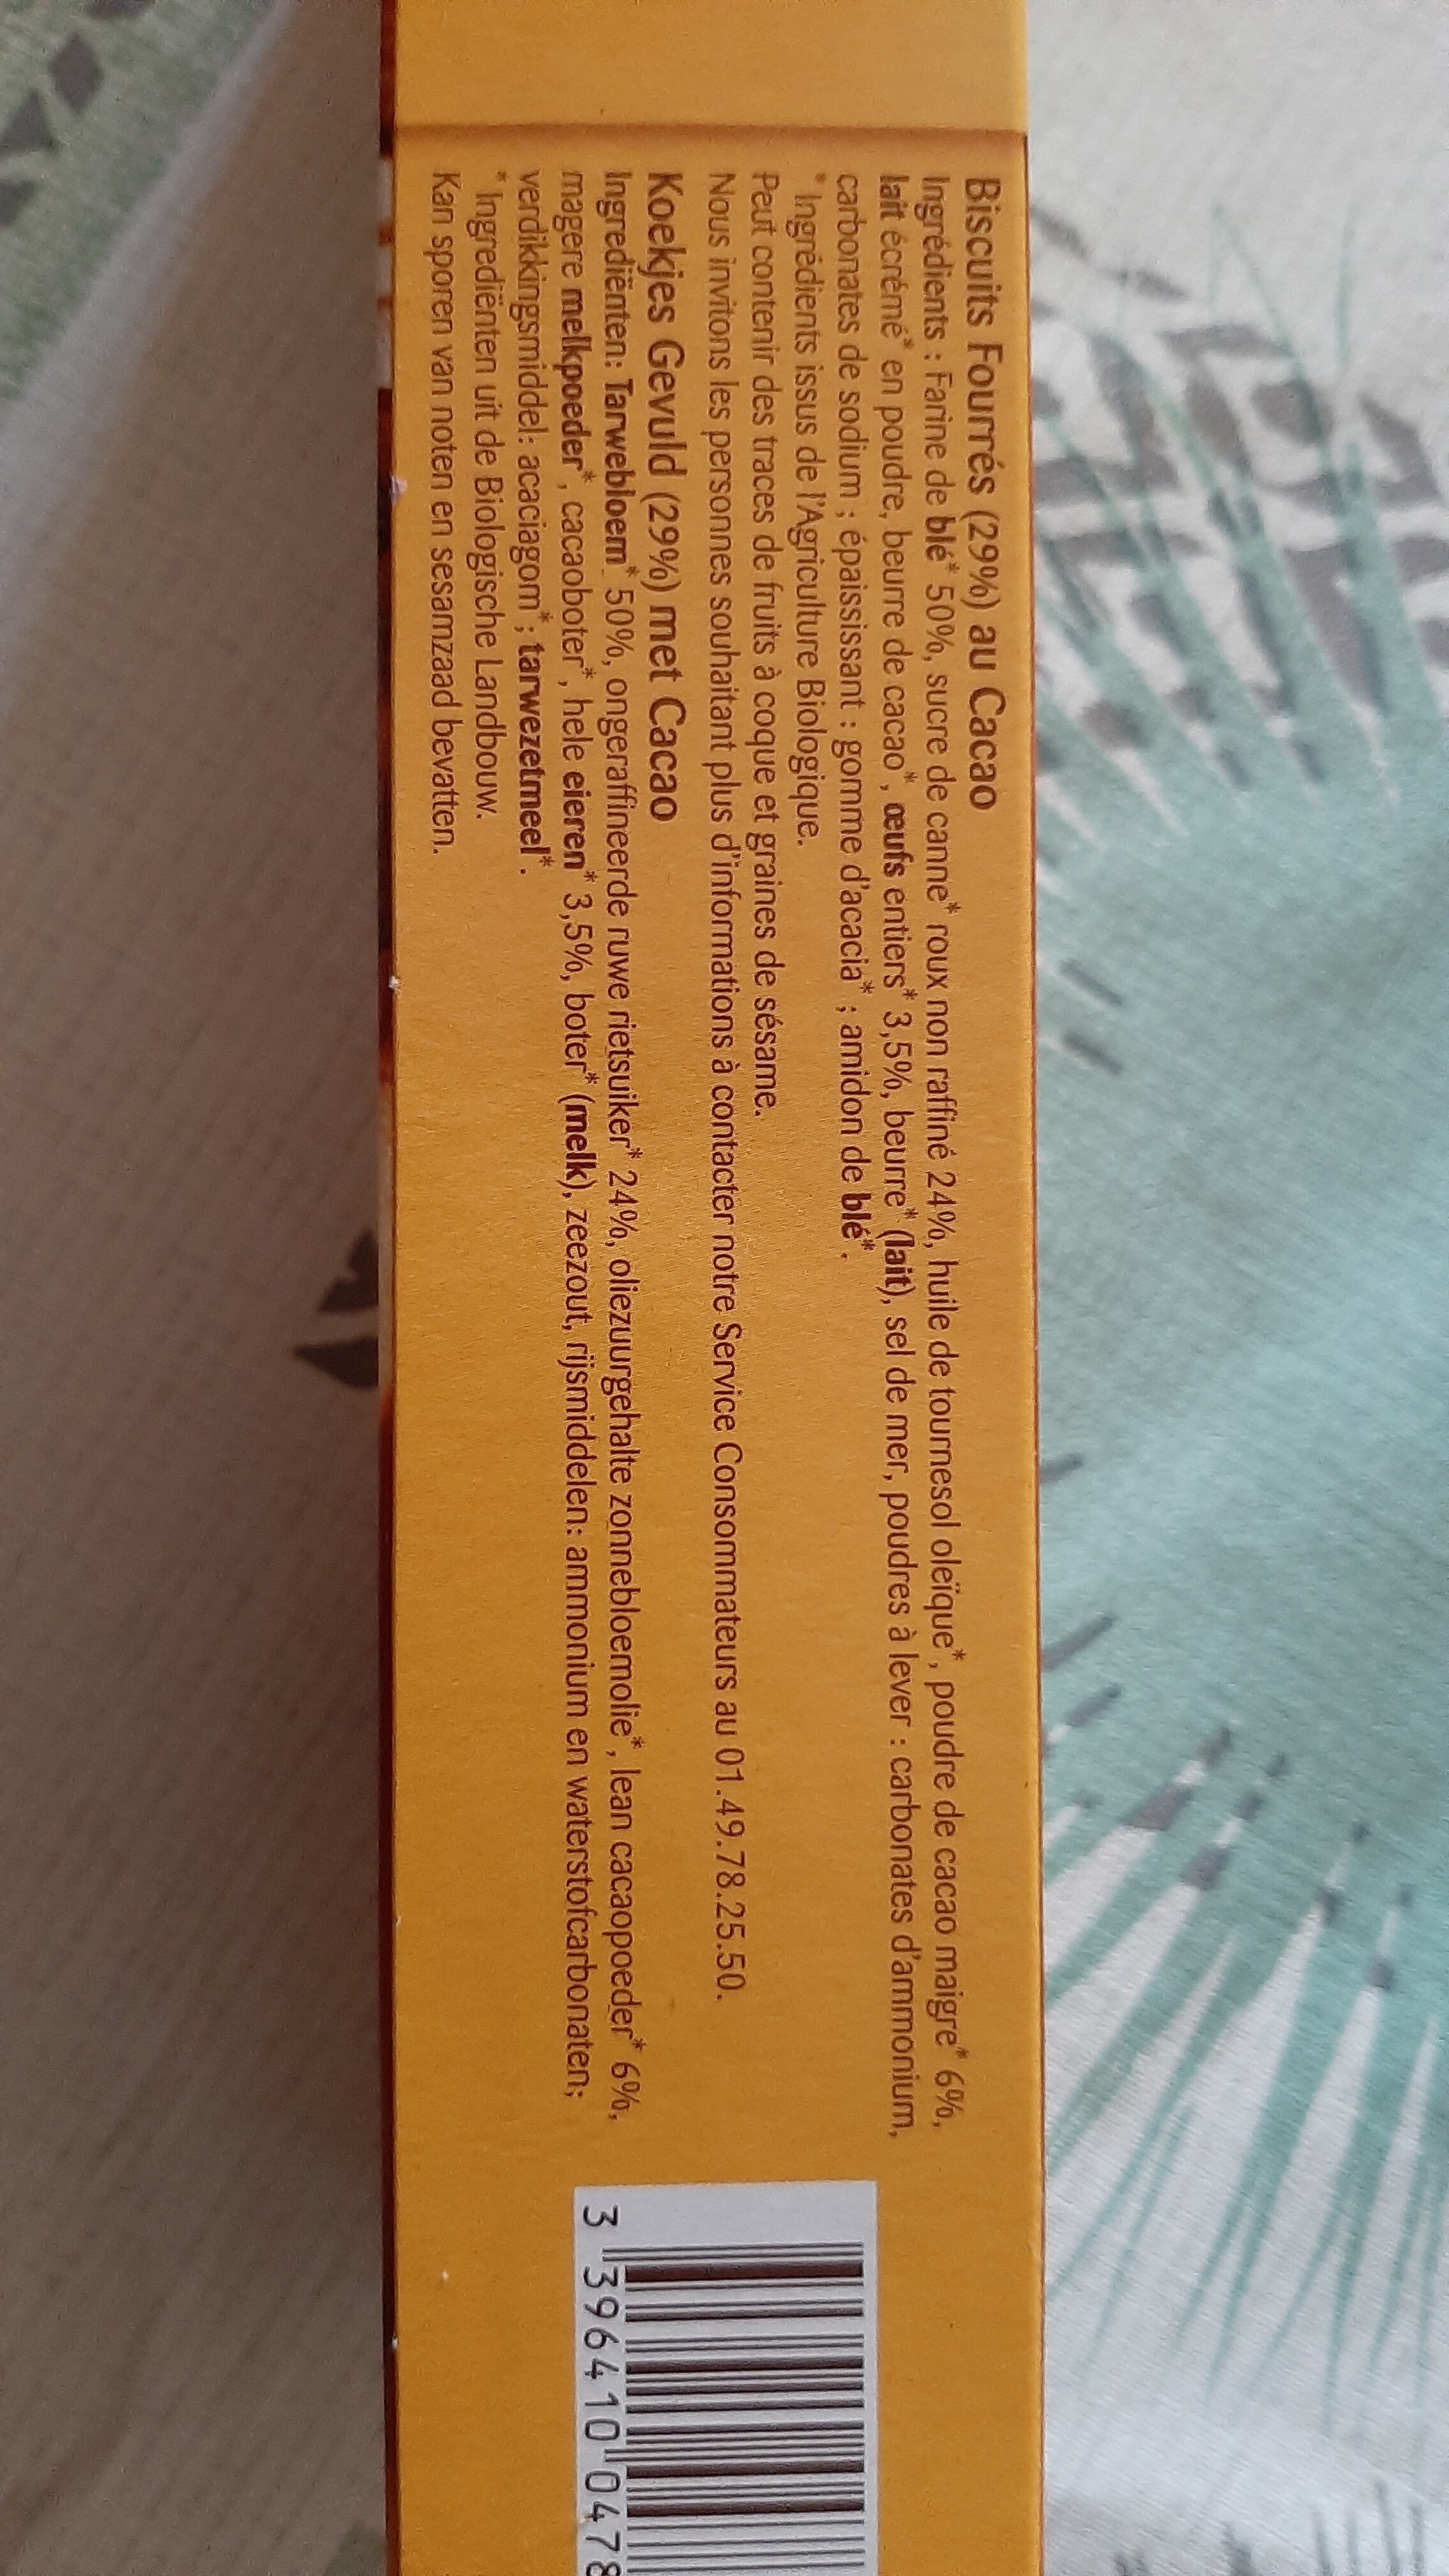 Biscuits Fourrés (29%) au Cacao
Ingrédients : Farine de blé* 50%, sucre de canne* roux non raffiné 24%, huile de tournesol oleïque*, poudre de cacao maigre* 6%,
lait écrémé* en poudre, beurre de cacao*, œufs entiers* 3,5%, beurre* (lait), sel de mer, poudres à lever : carbonates d'ammonium,
carbonates de sodium ; épaississant : gomme d'acacia* ; amidon de blé*.
* Ingrédients issus de l'Agriculture Biologique.
Peut contenir des traces de fruits à coque et graines de sésame.
Nous invitons les personnes souhaitant plus d'informations à contacter notre Service Consommateurs au 01.49.78.25.50.
Koekjes Gevuld (29%) met Cacao
Ingrediënten: Tarwebloem* 50%, ongeraffineerde ruwe rietsuiker* 24%, oliezuurgehalte zonnebloemolie*, lean cacaopoeder* 6%,
magere melkpoeder*, cacaoboter*, hele eieren* 3,5%, boter* (melk), zeezout, rijsmiddelen: ammonium en waterstofcarbonaten;
verdikkingsmiddel: acaciagom* ; tarwezetmeel*.
* Ingrediënten uit de Biologische Landbouw.
Kan sporen van noten en sesamzaad bevatten.
3 396410 0478